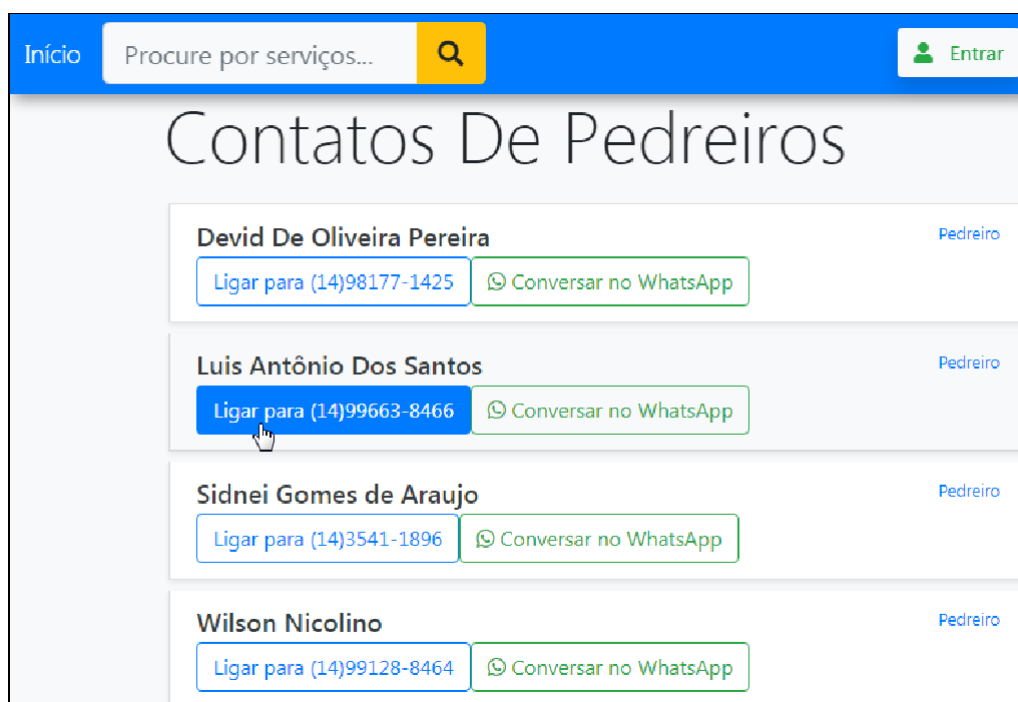 Início Procure por serviços... Entrar
Contatos De Pedreiros
Devid De Oliveira Pereira Pedreiro
Ligar para (14)98177-1425 Conversar no WhatsApp
Luis Antônio Dos Santos Pedreiro
Ligar para (14)99663-8466 Conversar no WhatsApp
Sidnei Gomes de Araujo Pedreiro
Ligar para (14)3541-1896 Conversar no WhatsApp
Wilson Nicolino Pedreiro
Ligar para (14)99128-8464 Conversar no WhatsApp